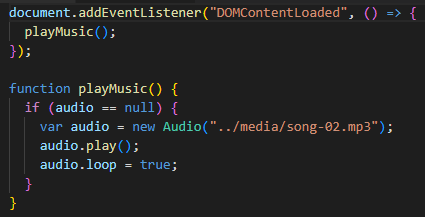 document.addEventListener("DOMContentLoaded", () => {
  playMusic();
});

function playMusic() {
  if (audio == null) {
    var audio = new Audio("../media/song-02.mp3");
    audio.play();
    audio.loop = true;
  }
}